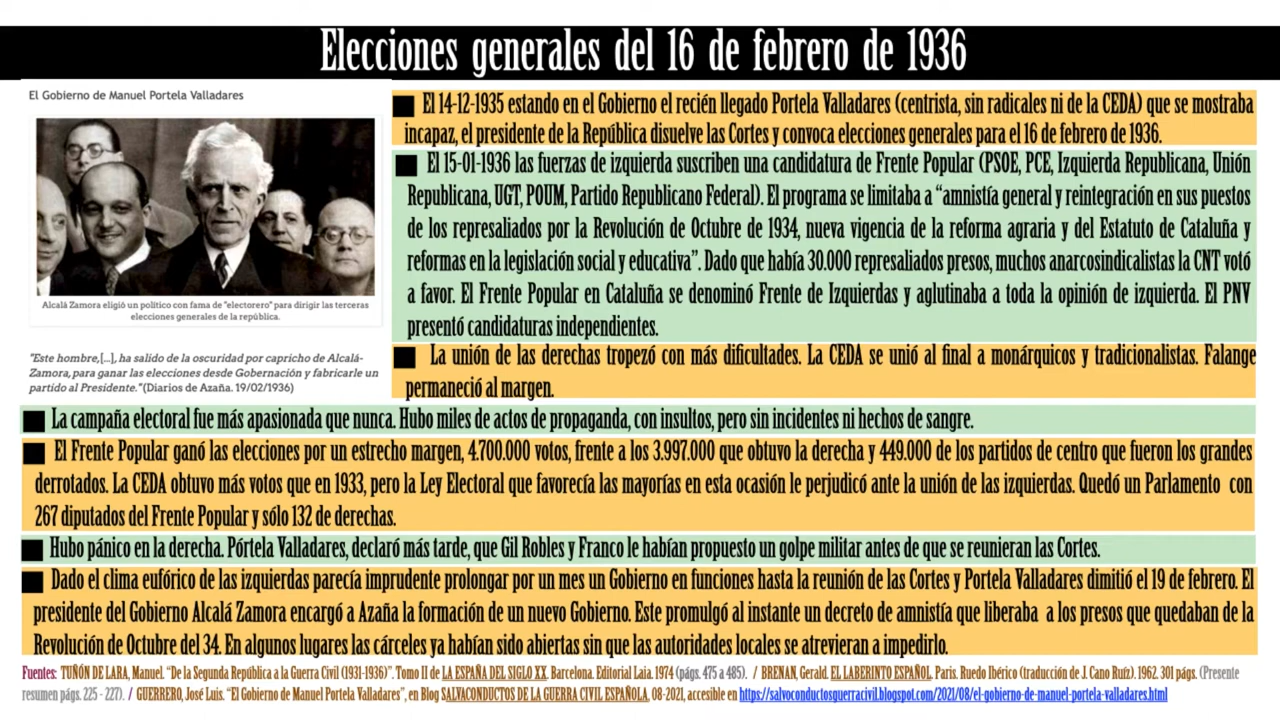 Elecciones generales del 16 de febrero de 1936
El Gobierno de Manuel Portela Valladares
Alcalá Zamora eligió un político con fama de "electorero" para dirigir las terceras
elecciones generales de la república.
"Este hombre,[...], ha salido de la oscuridad por capricho de Alcalá-
Zamora, para ganar las elecciones desde Gobernación y fabricarle un
partido al Presidente."(Diarios de Azaña. 19/02/1936)
El 14-12-1935 estando en el Gobierno el recién llegado Portela Valladares (centrista, sin radicales ni de la CEDA) que se mostraba
incapaz, el presidente de la República disuelve las Cortes y convoca elecciones generales para el 16 de febrero de 1936.
El 15-01-1936 las fuerzas de izquierda suscriben una candidatura de Frente Popular (PSOE, PCE, Izquierda Republicana, Unión
Republicana, UGT, POUM, Partido Republicano Federal). El programa se limitaba a "amnistía general y reintegración en sus puestos
de los represaliados por la Revolución de Octubre de 1934, nueva vigencia de la reforma agraria y del Estatuto de Cataluña y
reformas en la legislación social y educativa". Dado que había 30.000 represaliados presos, muchos anarcosindicalistas la CNT votó
a favor. El Frente Popular en Cataluña se denominó Frente de Izquierdas y aglutinaba a toda la opinión de izquierda. El PNV
presentó candidaturas independientes.
La unión de las derechas tropezó con más dificultades. La CEDA se unió al final a monárquicos y tradicionalistas. Falange
permaneció al margen.
La campaña electoral fue más apasionada que nunca. Hubo miles de actos de propaganda, con insultos, pero sin incidentes ni hechos de sangre.
El Frente Popular ganó las elecciones por un estrecho margen, 4.700.000 votos, frente a los 3.997.000 que obtuvo la derecha y 449.000 de los partidos de centro que fueron los grandes
derrotados. La CEDA obtuvo más votos que en 1933, pero la Ley Electoral que favorecía las mayorías en esta ocasión le perjudicó ante la unión de las izquierdas. Quedó un Parlamento con
267 diputados del Frente Popular y sólo 132 de derechas.
Hubo pánico en la derecha. Pórtela Valladares, declaró más tarde, que Gil Robles y Franco le habían propuesto un golpe militar antes de que se reunieran las Cortes.
Dado el clima eufórico de las izquierdas parecía imprudente prolongar por un mes un Gobierno en funciones hasta la reunión de las Cortes y Portela Valladares dimitió el 19 de febrero. El
presidente del Gobierno Alcalá Zamora encargó a Azaña la formación de un nuevo Gobierno. Este promulgó al instante un decreto de amnistía que liberaba a los presos que quedaban de la
Revolución de Octubre del 34. En algunos lugares las cárceles ya habían sido abiertas sin que las autoridades locales se atrevieran a impedirlo.
Fuentes: TUÑÓN DE LARA, Manuel. "De la Segunda República a la Guerra Civil (1931-1936)". Tomo II de LA ESPAÑA DEL SIGLO XX. Barcelona. Editorial Laia. 1974 (págs. 475 a 485). / BRENAN, Gerald. EL LABERINTO ESPAÑOL. Paris. Ruedo Ibérico (traducción de J. Cano Ruíz). 1962. 301 págs. (Presente
resumen págs. 225 - 227). / GUERRERO, José Luis. "El Gobierno de Manuel Portela Valladares", en Blog SALVACONDUCTOS DE LA GUERRA CIVIL ESPAÑOLA, 08-2021, accesible en https://salvoconductosguerracivil.blogspot.com/2021/08/el-gobierno-de-manuel-portela-valladares.html